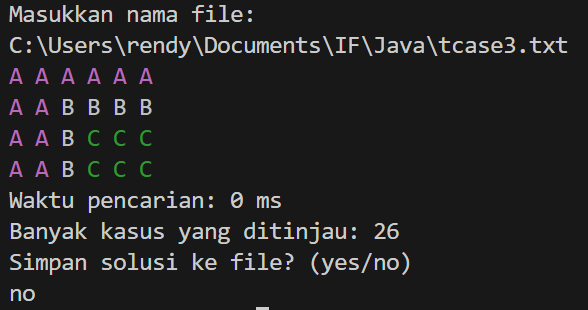 Masukkan nama file:
C:\Users\rendy\Documents\IF\Java\tcase3.txt
A A A A A A
A A B B B B
A A B C C C
A A B C C C
Waktu pencarian: 0 ms
Banyak kasus yang ditinjau: 26
Simpan solusi ke file? (yes/no)
no